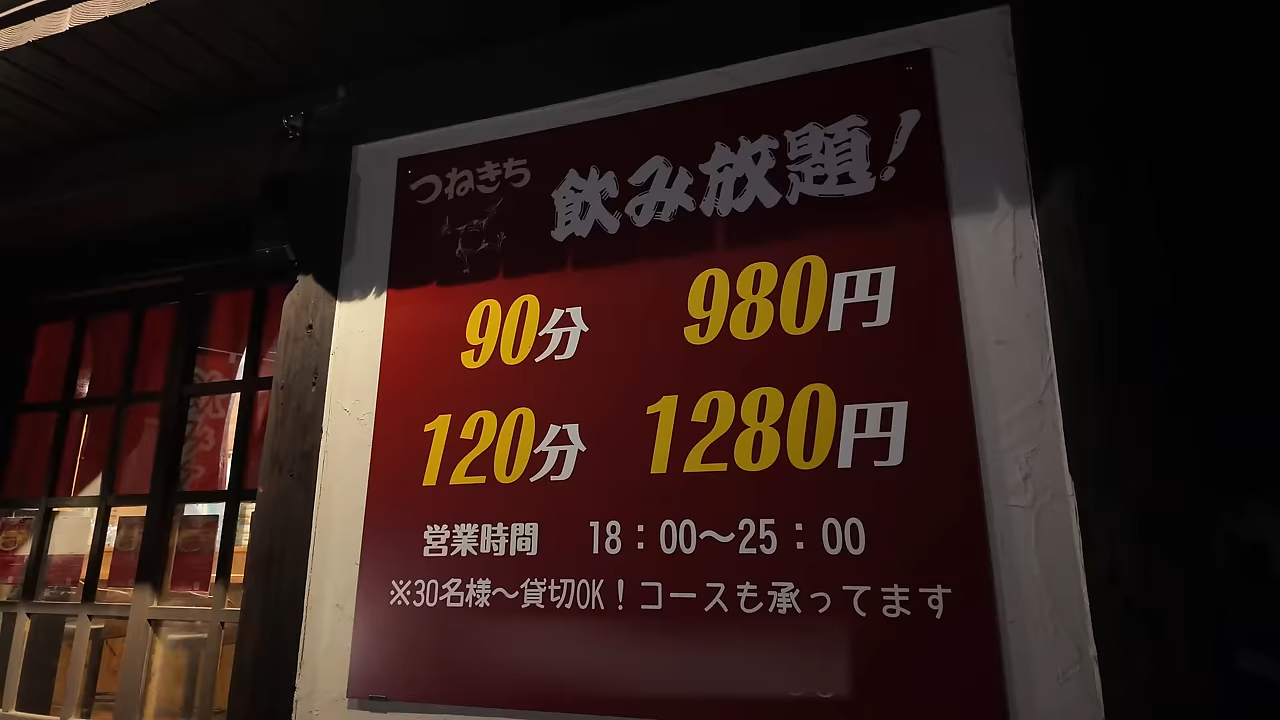 つねきち
飲み放題!
90分 980円
120分 1280円
営業時間 18:00〜25:00
※30名様〜貸切OK!コースも承ってます